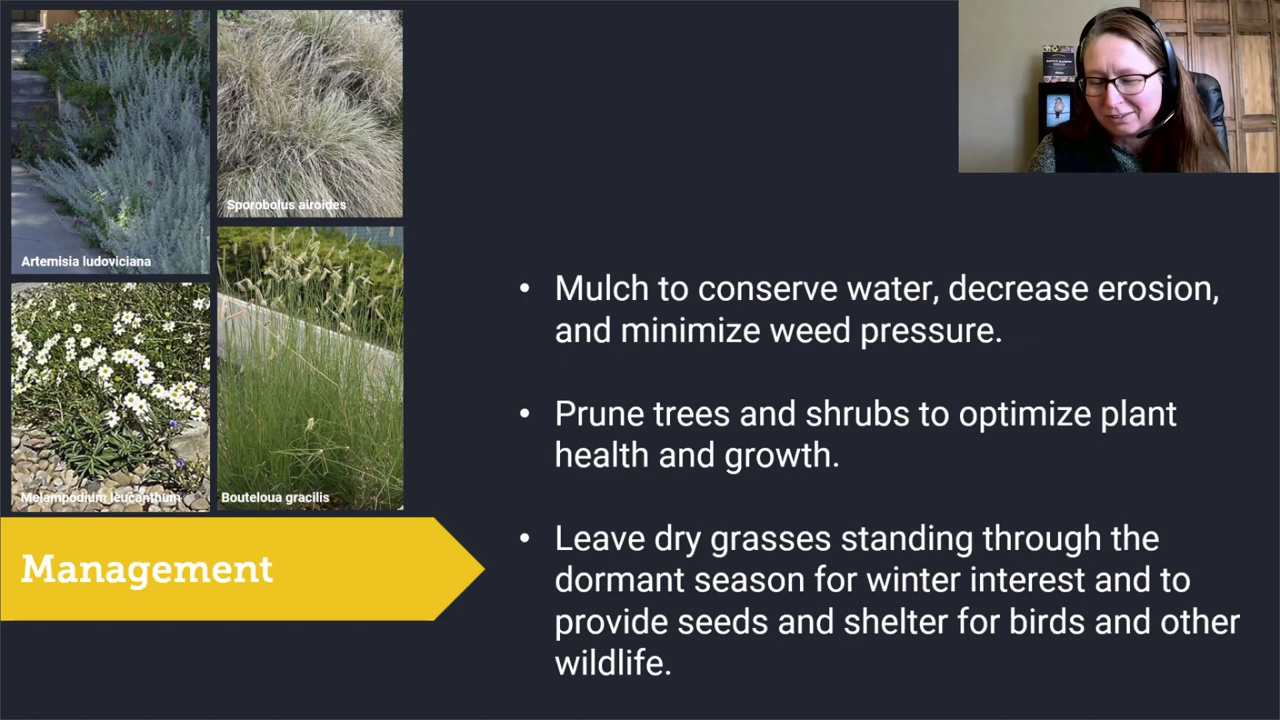 Sporobolus airoides
Artemisia ludoviciana
Melampodium leucanthum
Bouteloua gracilis
Management
• Mulch to conserve water, decrease erosion,
and minimize weed pressure.
• Prune trees and shrubs to optimize plant
health and growth.
• Leave dry grasses standing through the
dormant season for winter interest and to
provide seeds and shelter for birds and other
wildlife.